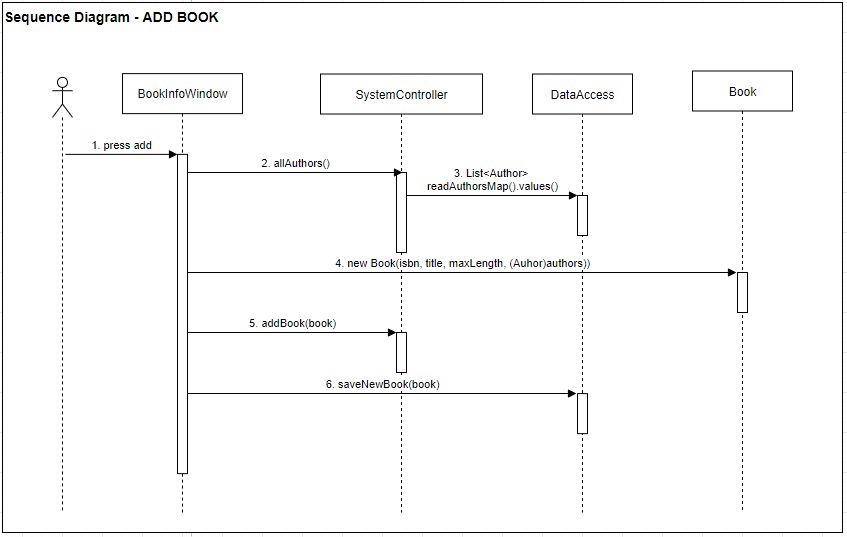 Sequence Diagram - ADD BOOK
BookInfoWindow
SystemController
DataAccess
Book
1. press add
2. allAuthors()
3. List<Author>
readAuthorsMap().values()
4. new Book(isbn, title, maxLength, (Auhor)authors))
5. addBook(book)
6. saveNewBook(book)